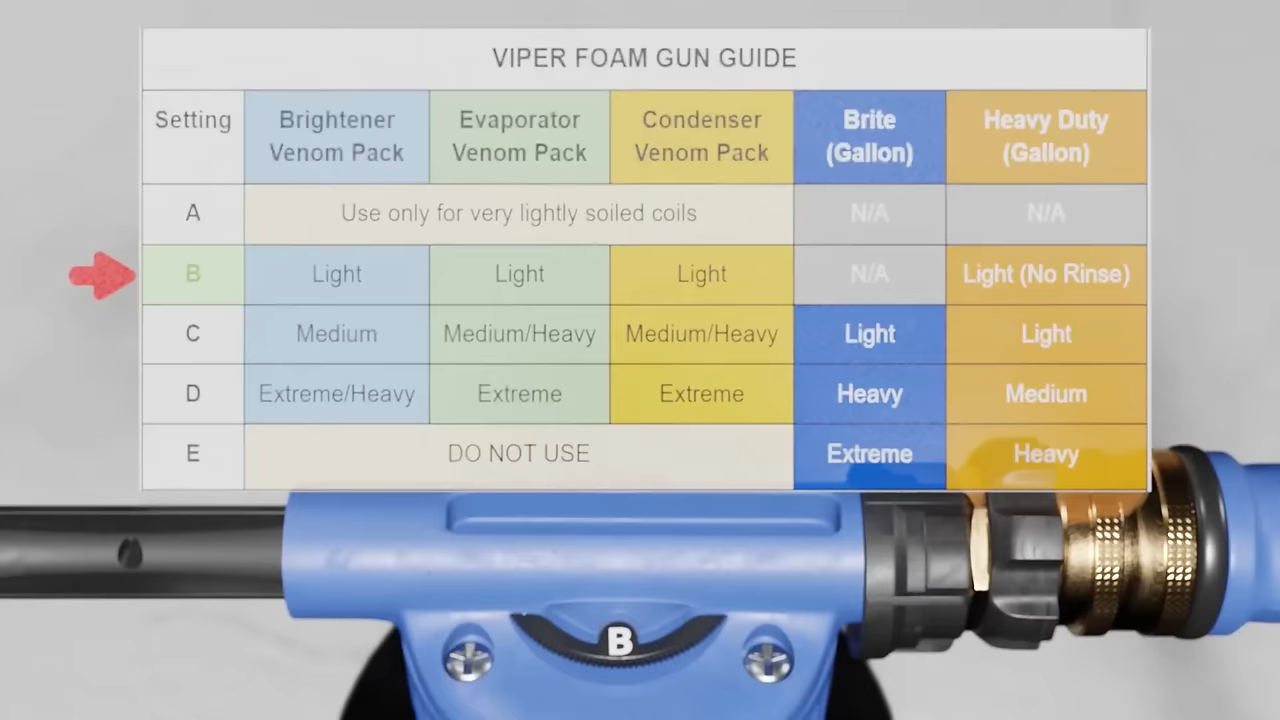 VIPER FOAM GUN GUIDE
Setting Brightener Venom Pack Evaporator Venom Pack Condenser Venom Pack Brite (Gallon) Heavy Duty (Gallon)
A Use only for very lightly soiled coils N/A N/A
B Light Light Light N/A Light (No Rinse)
C Medium Medium/Heavy Medium/Heavy Light Light
D Extreme/Heavy Extreme Extreme Heavy Medium
E DO NOT USE Extreme Heavy
B